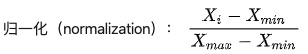 归一化（normalization）： $\frac{X_i - X_{min}}{X_{max} - X_{min}}$